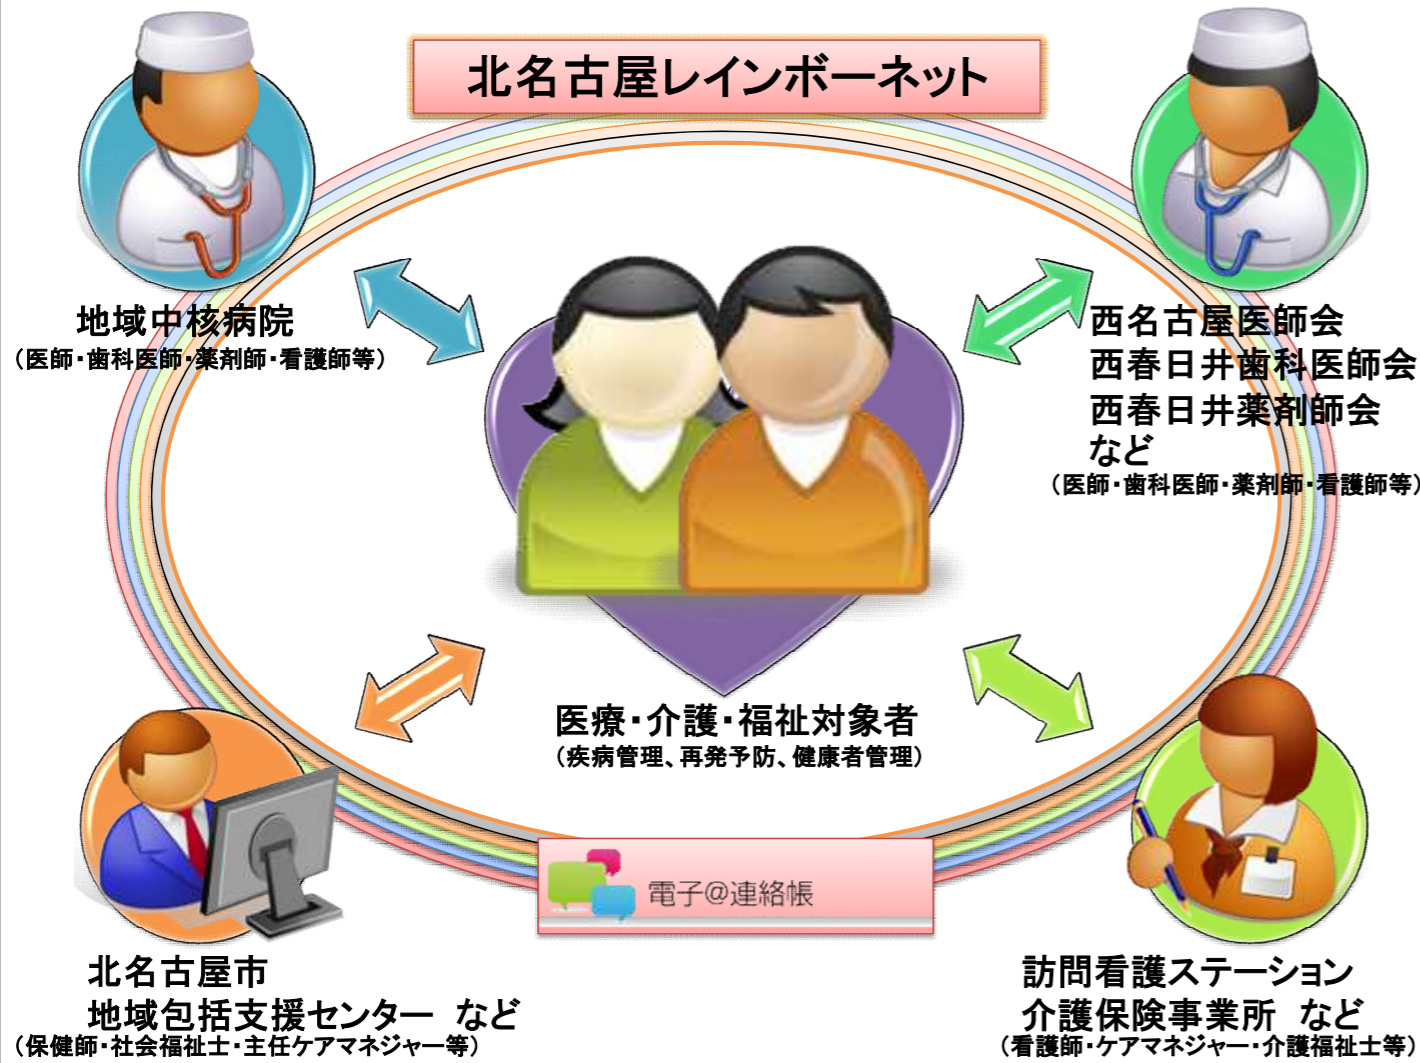 北名古屋レインボーネット
地域中核病院
（医師・歯科医師・薬剤師・看護師等）
西名古屋医師会
西春日井歯科医師会
西春日井薬剤師会
など
（医師・歯科医師・薬剤師・看護師等）
医療・介護・福祉対象者
（疾病管理、再発予防、健康者管理）
電子@連絡帳
北名古屋市
地域包括支援センター など
（保健師・社会福祉士・主任ケアマネジャー等）
訪問看護ステーション
介護保険事業所 など
（看護師・ケアマネジャー・介護福祉士等）